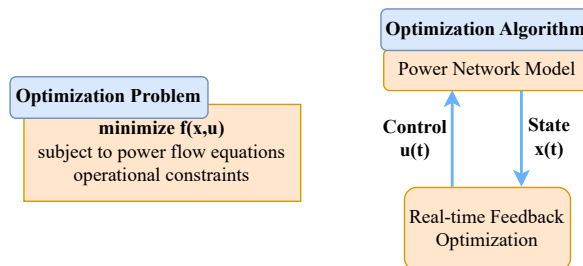 Optimization Problem
minimize f(x,u)
subject to power flow equations
operational constraints
Optimization Algorithm
Power Network Model
Control
u(t)
State
x(t)
Real-time Feedback
Optimization